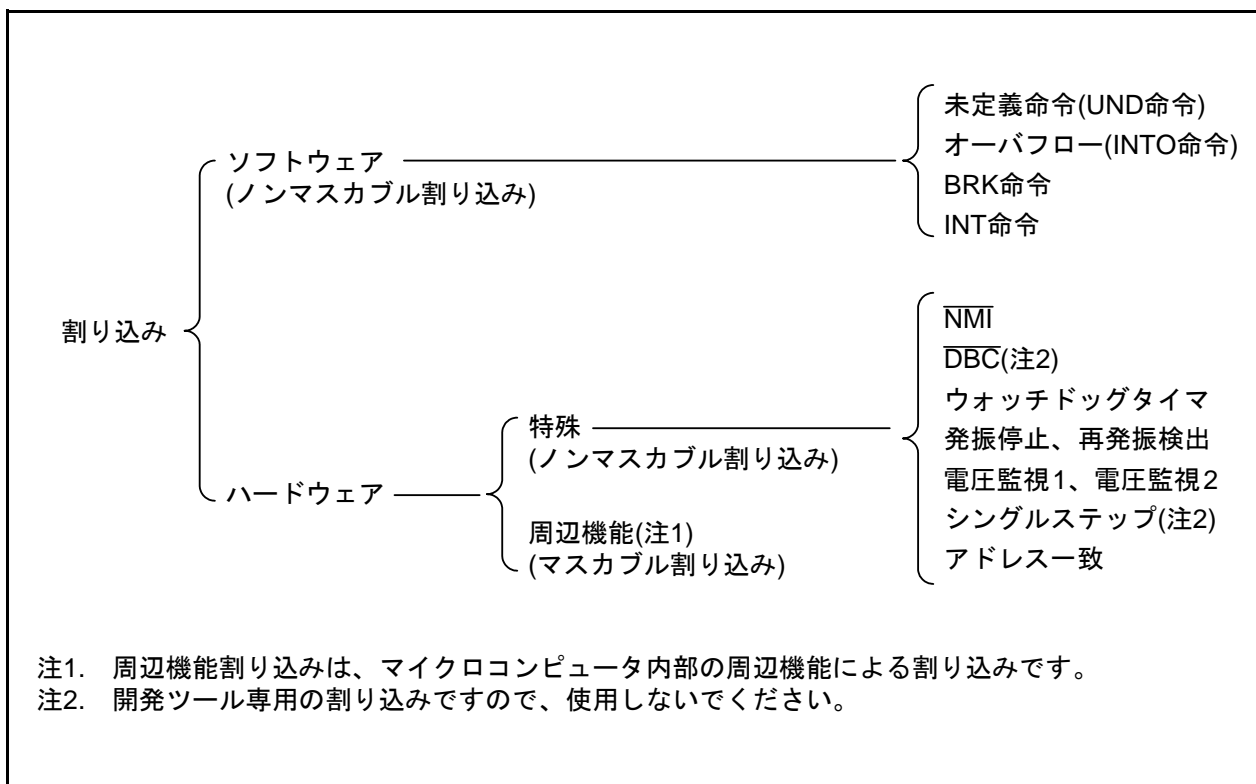 未定義命令(UND命令)
オーバフロー(INTO命令)
BRK命令
INT命令
ソフトウェア
(ノンマスカブル割り込み)
割り込み
NMI
DBC(注2)
ウォッチドッグタイマ
発振停止、再発振検出
電圧監視1、電圧監視2
シングルステップ(注2)
アドレス一致
特殊
(ノンマスカブル割り込み)
ハードウェア
周辺機能(注1)
(マスカブル割り込み)
注1. 周辺機能割り込みは、マイクロコンピュータ内部の周辺機能による割り込みです。
注2. 開発ツール専用の割り込みですので、使用しないでください。